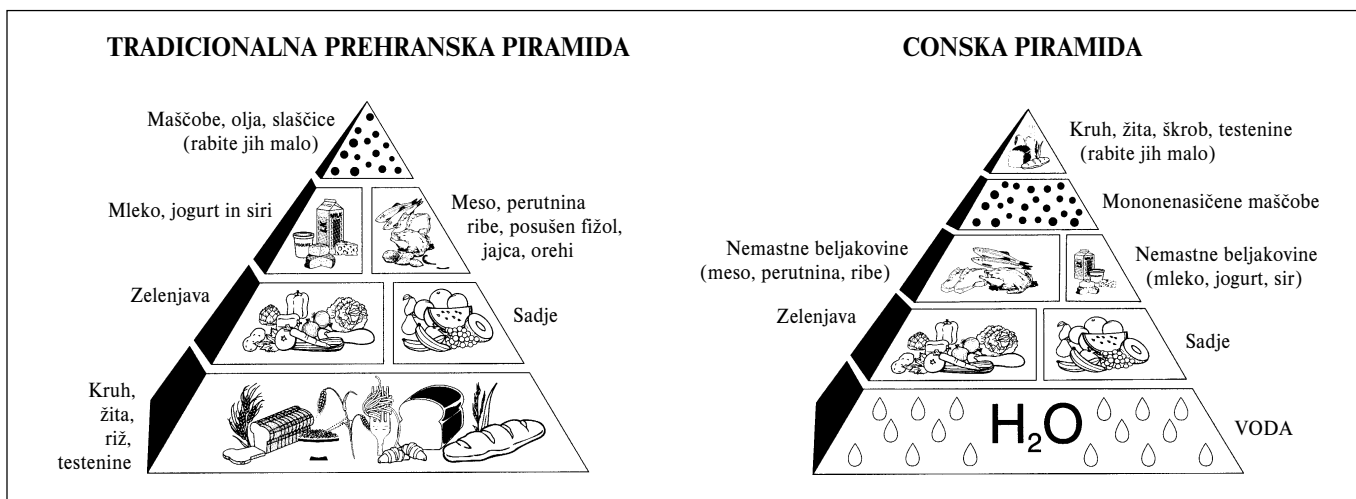 TRADICIONALNA PREHRANSKA PIRAMIDA
Maščobe, olja, slaščice
(rabite jih malo)
Mleko, jogurt in siri
Meso, perutnina
ribe, posušen fižol,
jajca, orehi
Zelenjava
Sadje
Kruh,
žita,
riž,
testenine
CONSKA PIRAMIDA
Kruh, žita, škrob, testenine
(rabite jih malo)
Mononenasičene maščobe
Nemastne beljakovine
(meso, perutnina, ribe)
Nemastne beljakovine
(mleko, jogurt, sir)
Zelenjava
Sadje
H₂O
VODA